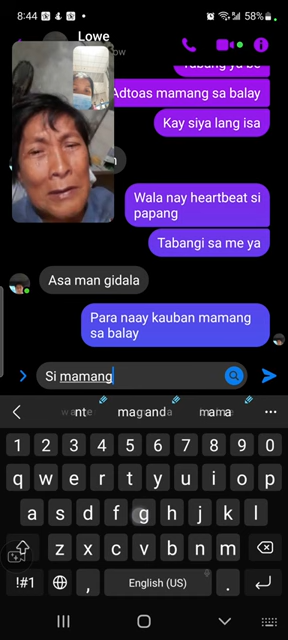 8:44
58%
Lowe
Tabang ya be
Adtoas mamang sa balay
Kay siya lang isa
Wala nay heartbeat si
papang
Tabangi sa me ya
Asa man gidala
Para naay kauban mamang
sa balay
Si mamang
1 2 3 4 5 6 7 8 9 0
q w e r t y u i o p
a s d f g h j k l
z x c v b n m
!#1 , English (US) .